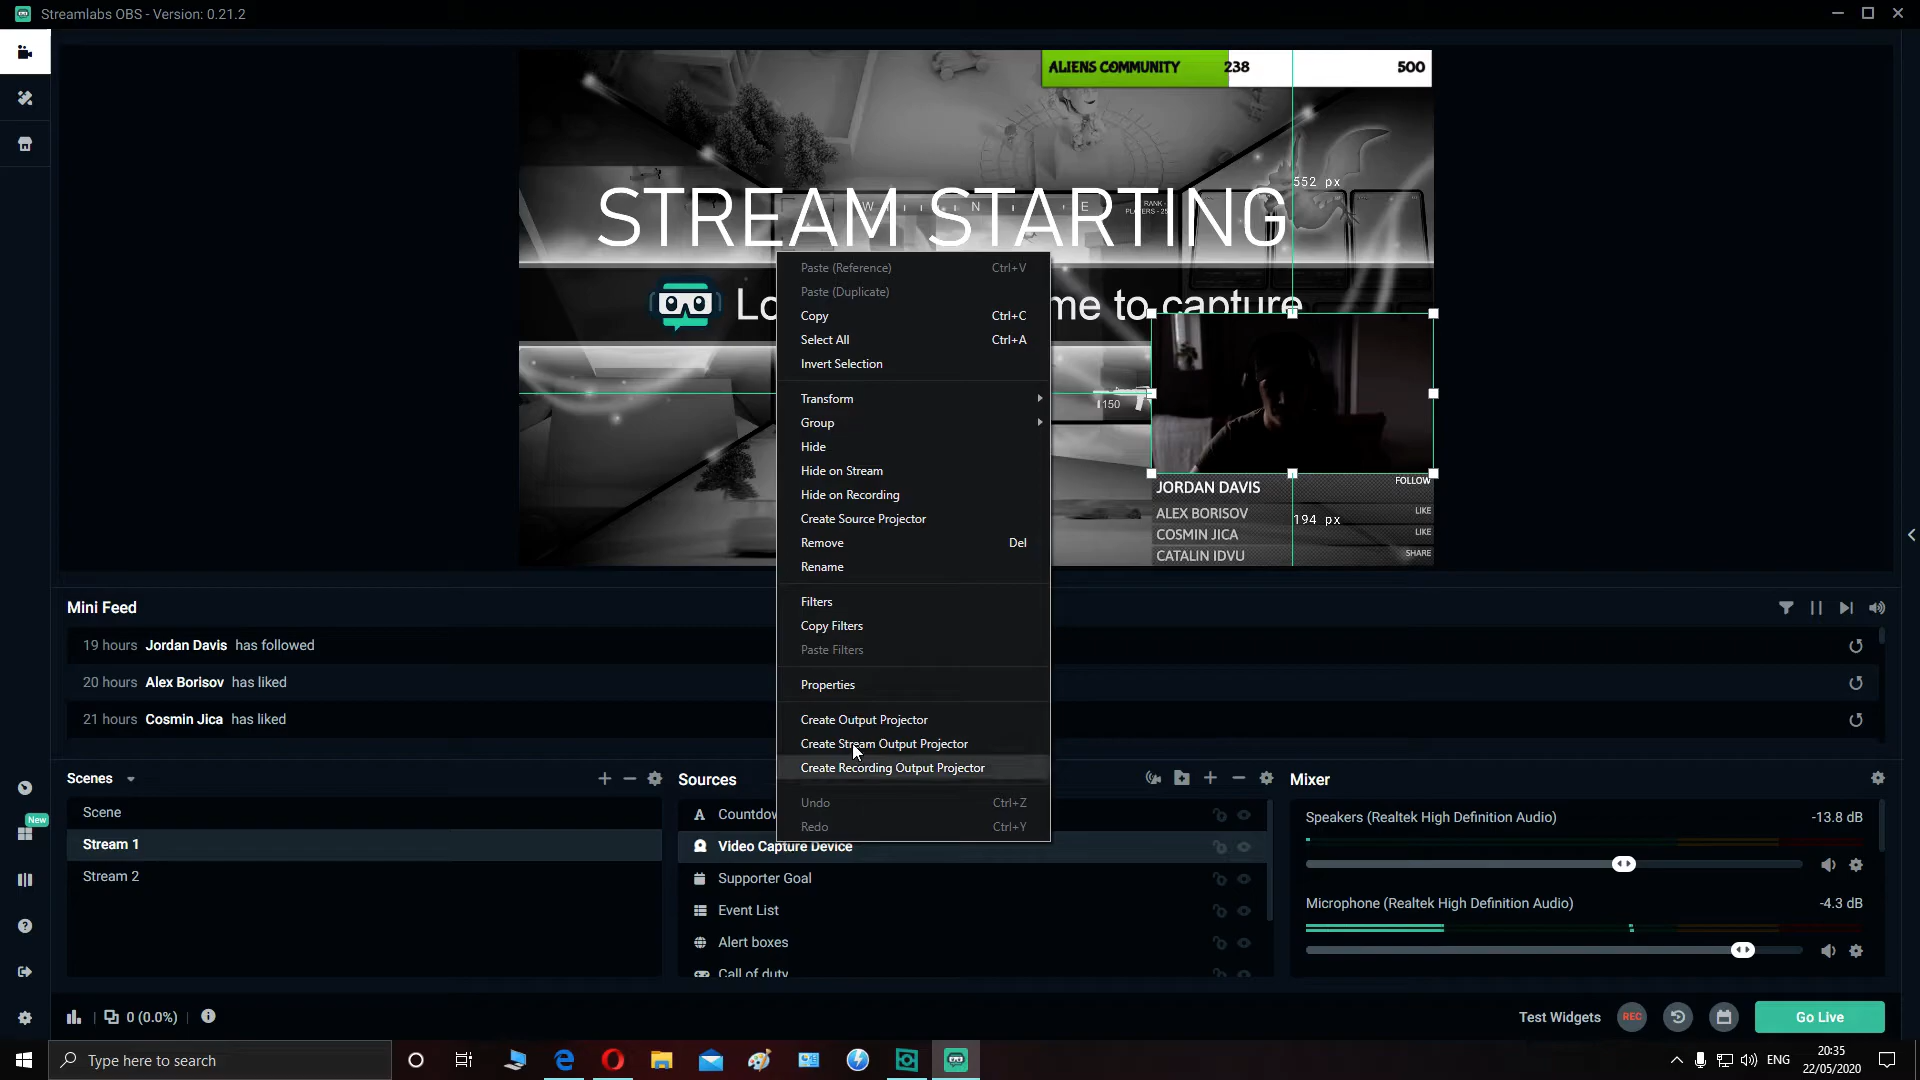 Streamlabs OBS - Version: 0.21.2
ALIENS COMMUNITY 238 500
STREAM STARTING
W N E
RANK -
552 px
me to capture
150
JORDAN DAVIS FOLLOW
ALEX BORISOV LIKE
194 px
COSMIN JICA LIKE
CATALIN IDVU SHARE
Paste (Reference) Ctrl+V
Paste (Duplicate)
Copy Ctrl+C
Select All Ctrl+A
Invert Selection
Transform
Group
Hide
Hide on Stream
Hide on Recording
Create Source Projector
Remove Del
Rename
Filters
Copy Filters
Paste Filters
Properties
Create Output Projector
Create Stream Output Projector
Create Recording Output Projector
Undo Ctrl+Z
Redo Ctrl+Y
Mini Feed
19 hours Jordan Davis has followed
20 hours Alex Borisov has liked
21 hours Cosmin Jica has liked
New
Scenes
Scene
Stream 1
Stream 2
Sources
Countdow
Video Capture Device
Supporter Goal
Event List
Alert boxes
Call of duty
Mixer
Speakers (Realtek High Definition Audio) -13.8 dB
Microphone (Realtek High Definition Audio) -4.3 dB
0 (0.0%)
Test Widgets REC Go Live
Type here to search
ENG
20:35
22/05/2020